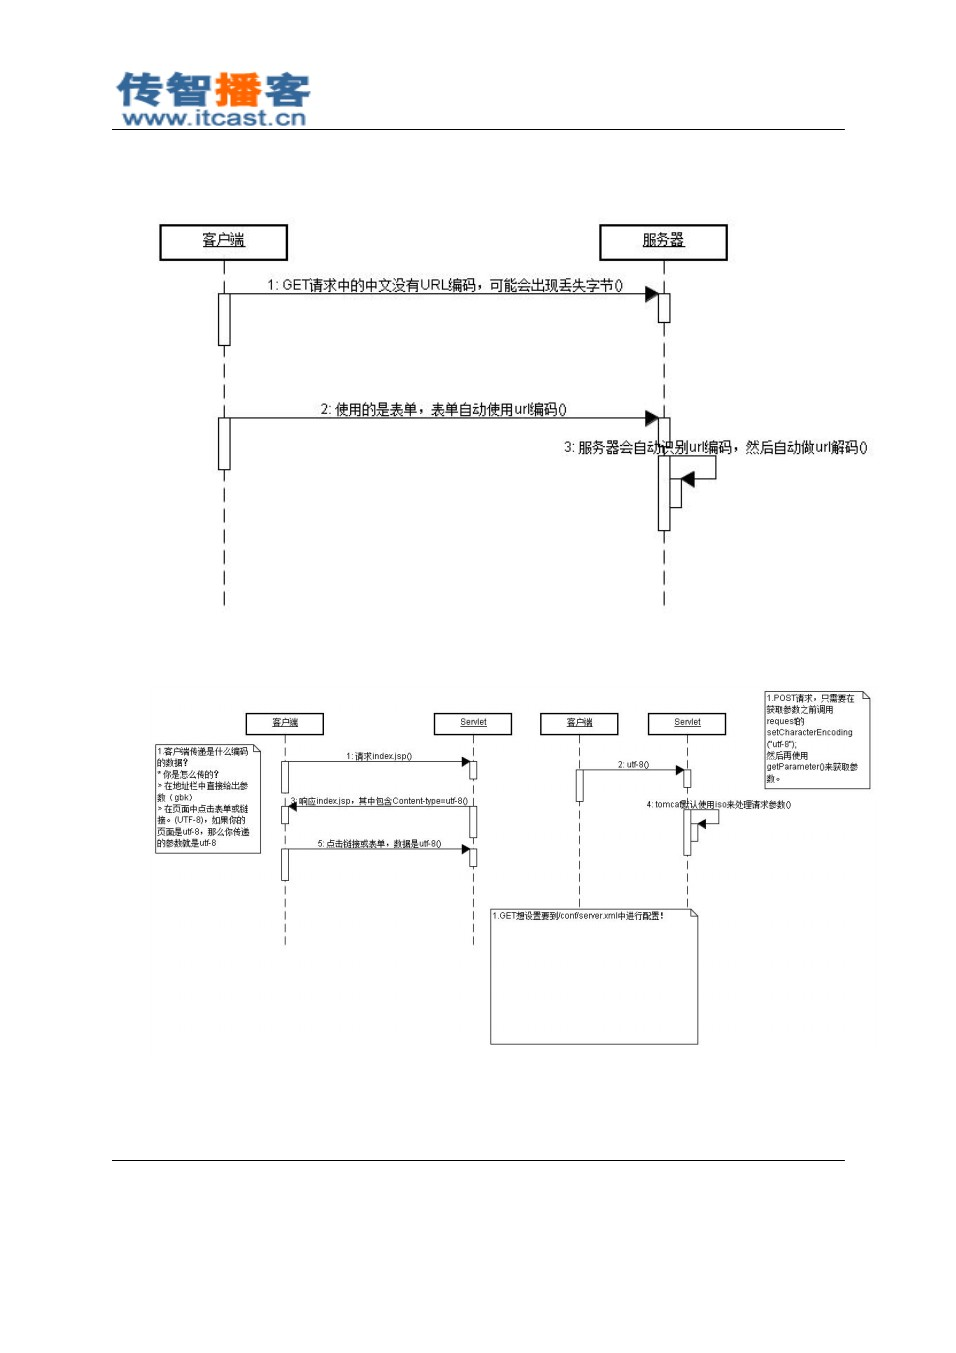 传智播客
www.itcast.cn
客户端
服务器
1: GET请求中的中文没有URL编码，可能会出现丢失字节()
2: 使用的是表单，表单自动使用url编码()
3: 服务器会自动识别url编码，然后自动做url解码()
客户端
Servlet
1.客户端传递是什么编码
的数据？
* 你是怎么传的？
> 在地址栏中直接给出参
数（gbk）
> 在页面中点击表单或链
接。(UTF-8)，如果你的
页面是utf-8，那么你传递
的参数就是utf-8
1: 请求index.jsp()
3: 响应index.jsp，其中包含Content-type=utf-8()
5: 点击链接或表单，数据是utf-8()
客户端
Servlet
2: utf-8()
4: tomcat默认使用iso来处理请求参数()
1.POST请求，只需要在
获取参数之前调用
request的
setCharacterEncoding
("utf-8");
然后再使用
getParameter()来获取参
数。
1.GET想设置要到/conf/server.xml中进行配置！